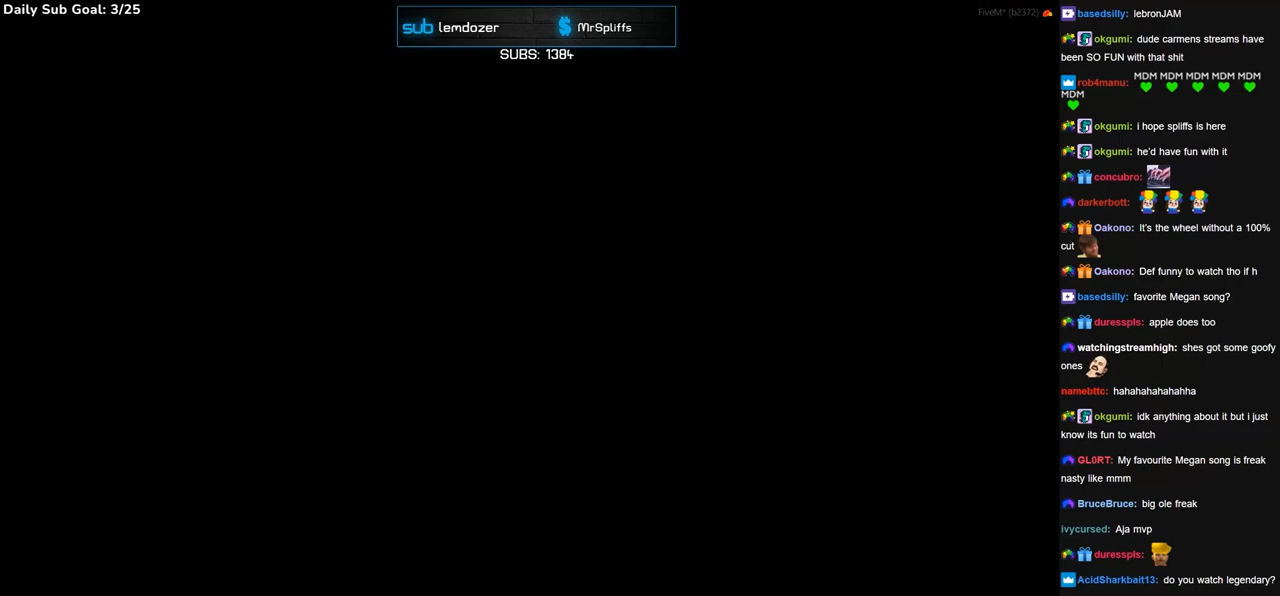 Daily Sub Goal: 3/25
sub lemdozer
MrSpliffs
SUBS: 1384
FiveM* (b2372)
basedsilly: lebronJAM
okgumi: dude carmens streams have
been SO FUN with that shit
rob4manu: MDM MDM MDM MDM MDM
MDM
okgumi: i hope spliffs is here
okgumi: he'd have fun with it
concubro:
darkerbott:
Oakono: It's the wheel without a 100%
cut
Oakono: Def funny to watch tho if h
basedsilly: favorite Megan song?
duresspls: apple does too
watchingstreamhigh: shes got some goofy
ones
namebttc: hahahahahahahha
okgumi: idk anything about it but i just
know its fun to watch
GL0RT: My favourite Megan song is freak
nasty like mmm
BruceBruce: big ole freak
ivycursed: Aja mvp
duresspls:
AcidSharkbait13: do you watch legendary?